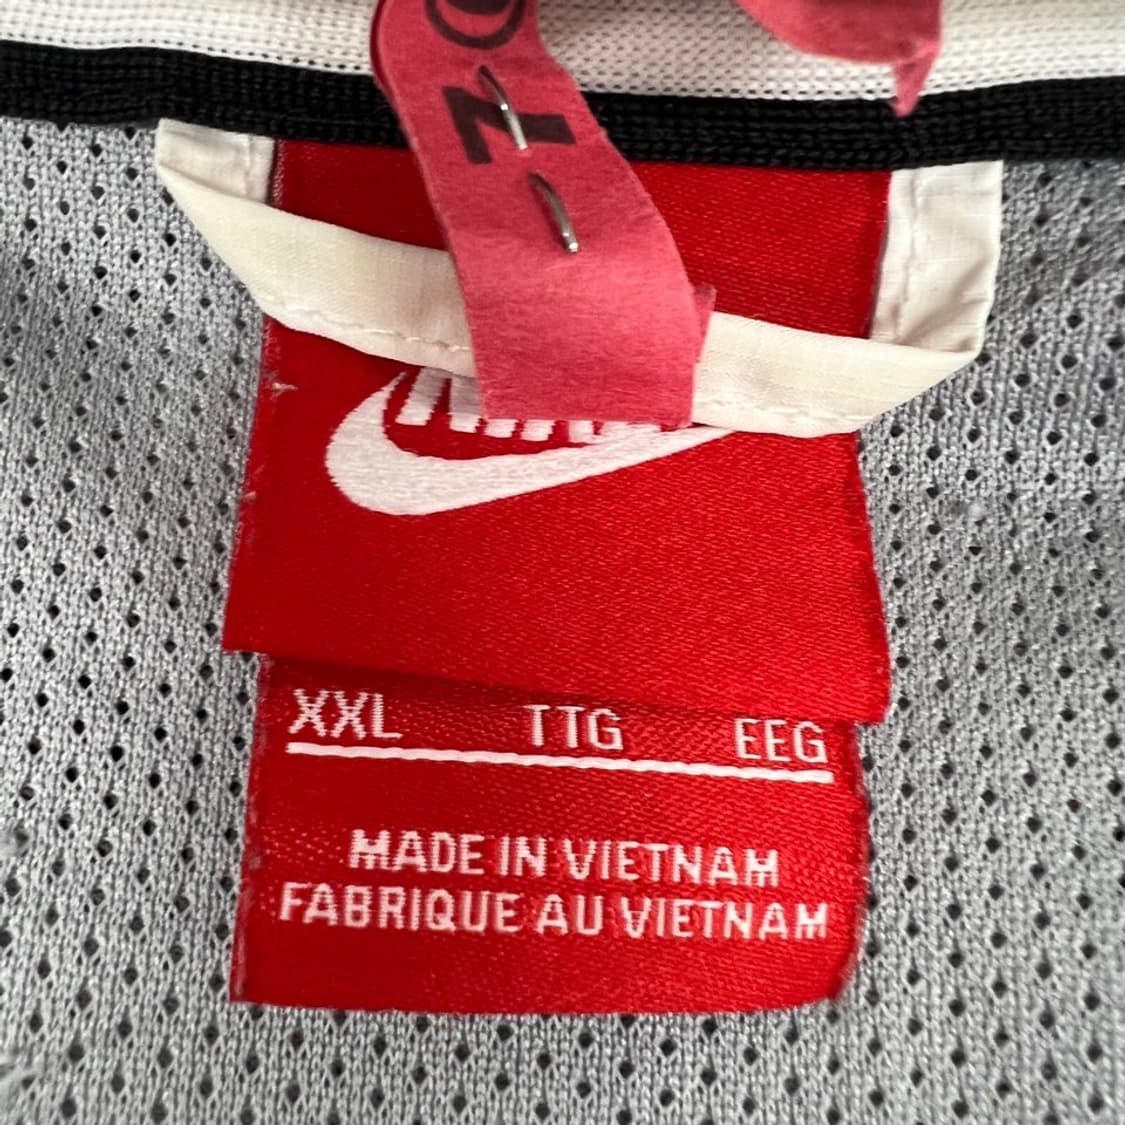 XXL TTG EEG
MADE IN VIETNAM
FABRIQUE AU VIETNAM